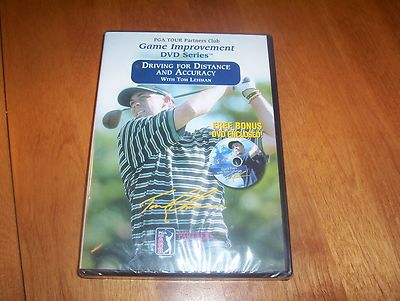 PGA TOUR Partners Club
Game Improvement
DVD Series™
DRIVING FOR DISTANCE
AND ACCURACY
WITH TOM LEHMAN
FREE BONUS
DVD ENCLOSED!